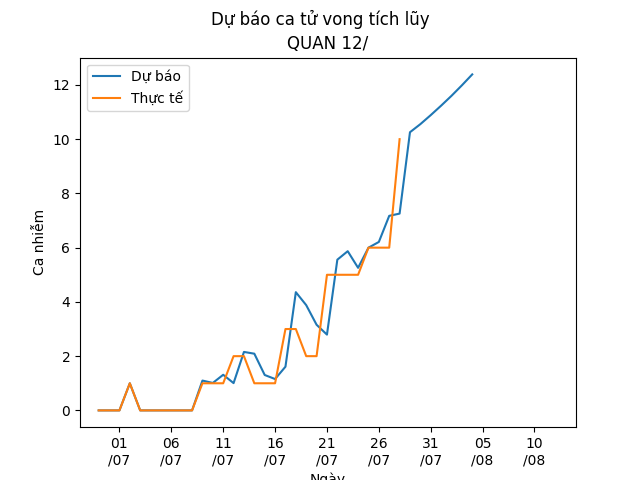 Dự báo ca tử vong tích lũy
QUAN 12/
Dự báo
Thực tế
Ca nhiễm
12
10
8
6
4
2
0
01 06 11 16 21 26 31 05 10
/07 /07 /07 /07 /07 /07 /07 /08 /08
Ngày